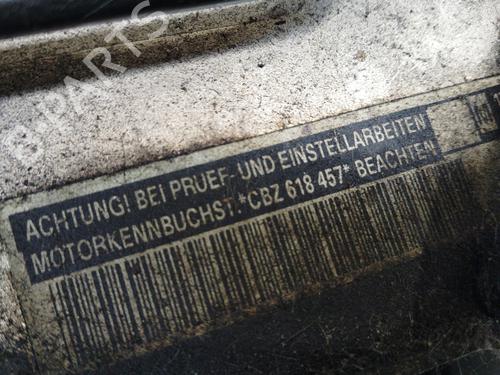 B-PARTS
ACHTUNG! BEI PRUEF- UND EINSTELLARBEITEN
MOTORKENNBUCHST.*CBZ 618 457* BEACHTEN